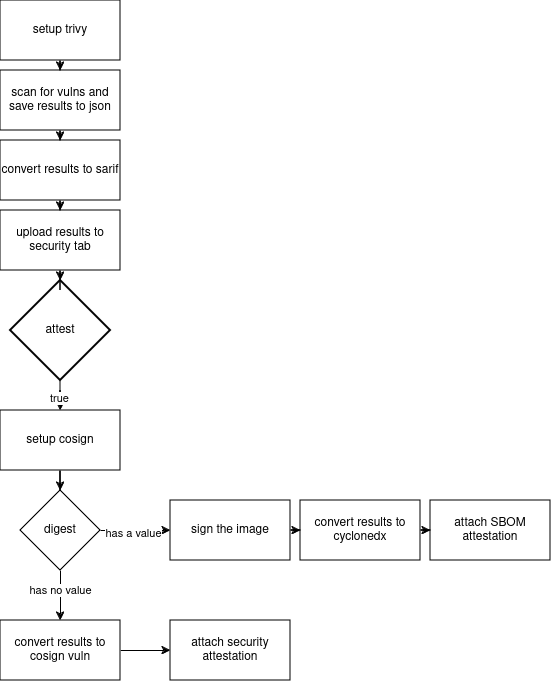 setup trivy
scan for vulns and
save results to json
convert results to sarif
upload results to
security tab
attest
true
setup cosign
digest
has a value
sign the image
convert results to
cyclonedx
attach SBOM
attestation
has no value
convert results to
cosign vuln
attach security
attestation